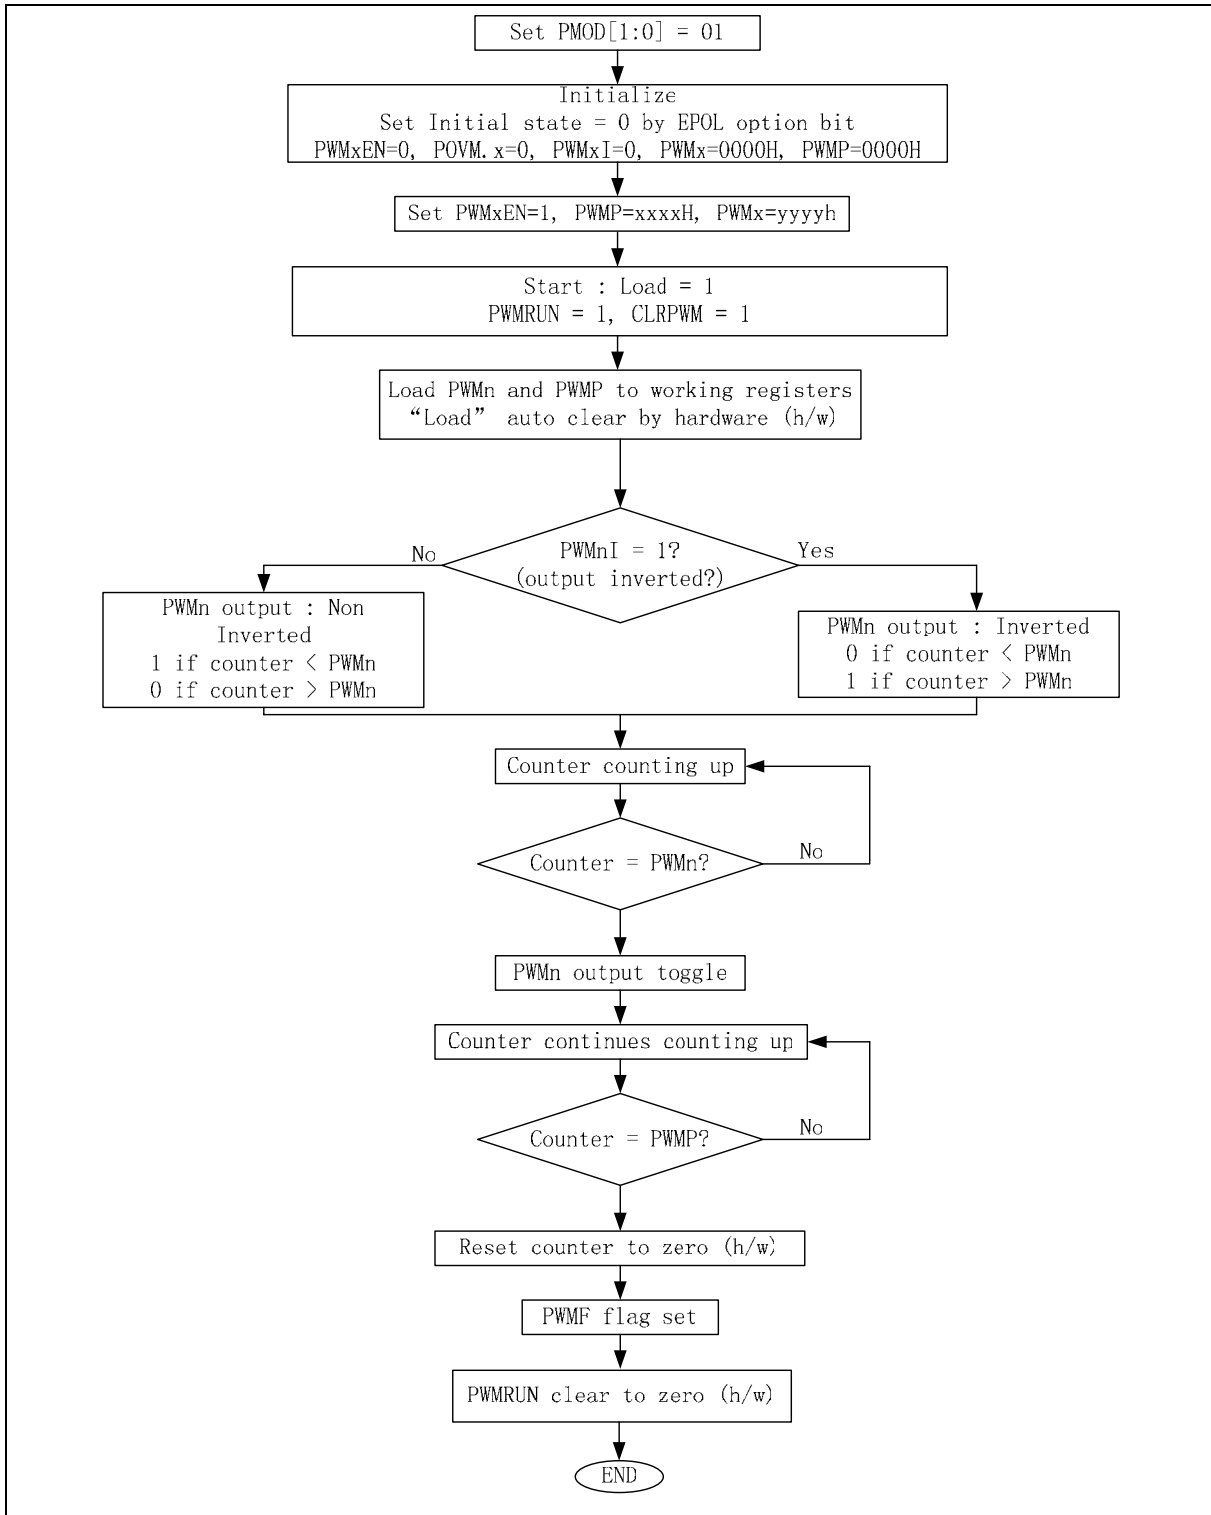 Set PMOD[1:0] = 01
Initialize
Set Initial state = 0 by EPOL option bit
PWMxEN=0, POVM.x=0, PWMxI=0, PWMx=0000H, PWMP=0000H
Set PWMxEN=1, PWMP=xxxxH, PWMx=yyyyh
Start : Load = 1
PWMRUN = 1, CLRPWM = 1
Load PWMn and PWMP to working registers
“Load” auto clear by hardware (h/w)
PWMnI = 1?
(output inverted?)
No
Yes
PWMn output : Non
Inverted
1 if counter < PWMn
0 if counter > PWMn
PWMn output : Inverted
0 if counter < PWMn
1 if counter > PWMn
Counter counting up
Counter = PWMn?
No
PWMn output toggle
Counter continues counting up
Counter = PWMP?
No
Reset counter to zero (h/w)
PWMF flag set
PWMRUN clear to zero (h/w)
END